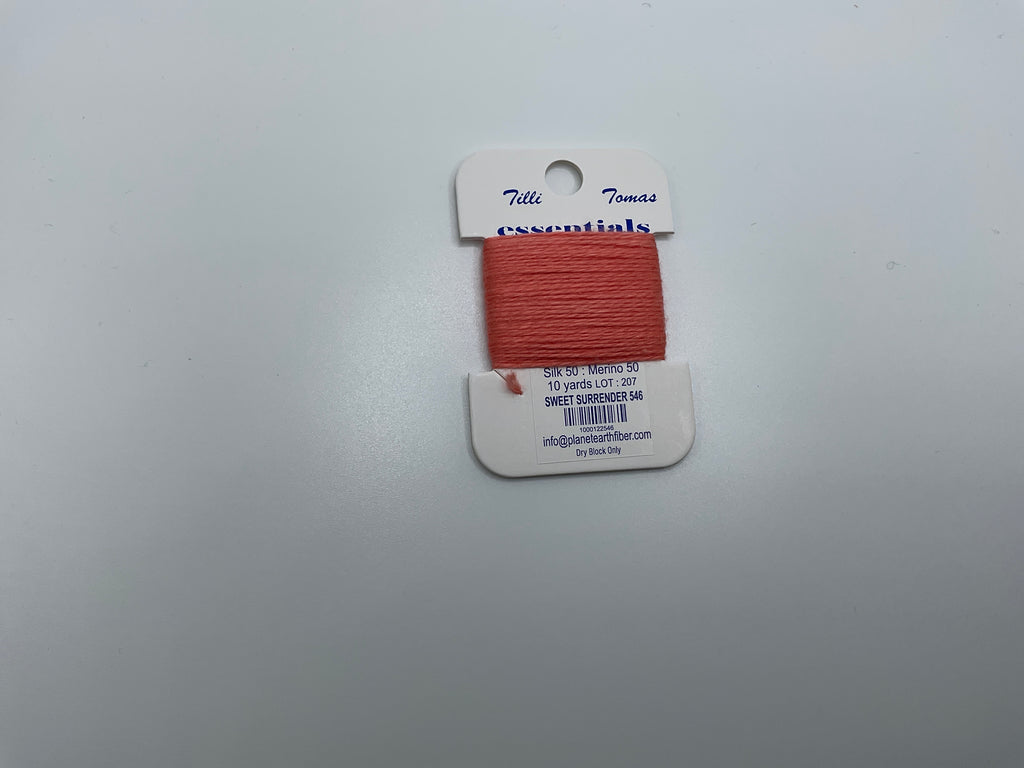 Tilli Tomas
essentials
Silk 50 : Merino 50
10 yards LOT : 207
SWEET SURRENDER 546
1000122546
info@planetearthfiber.com
Dry Block Only